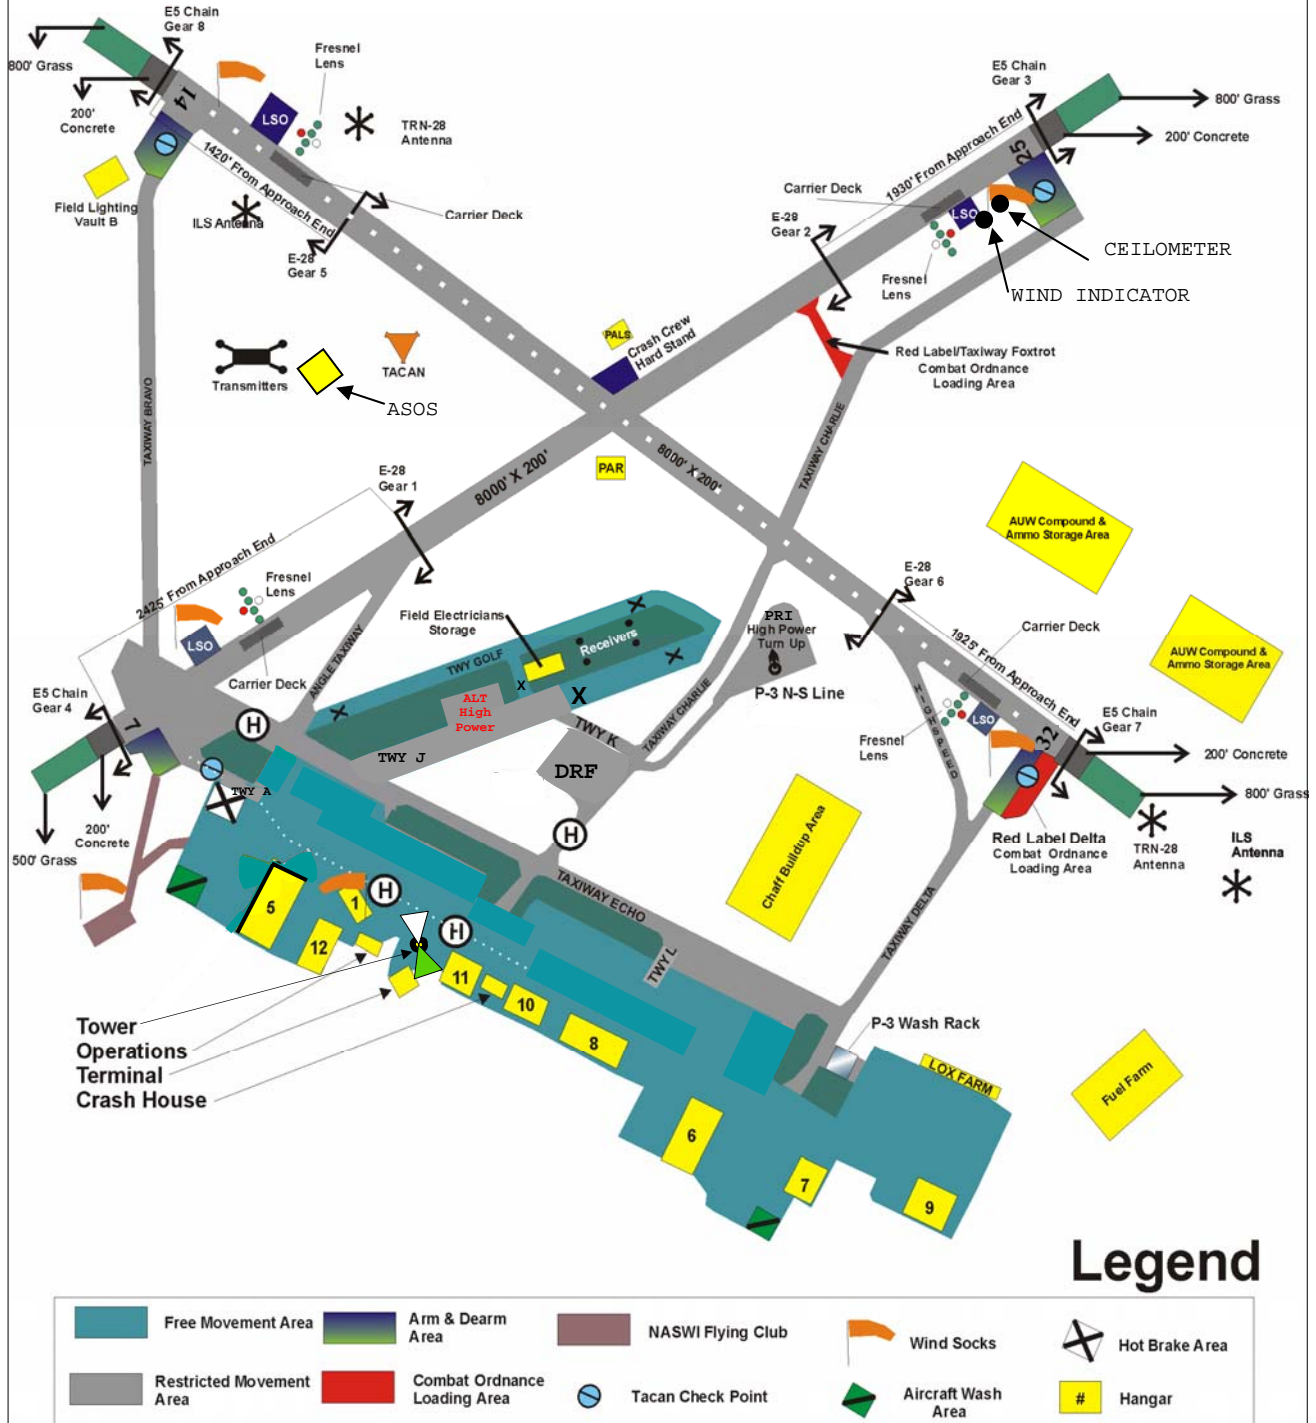 E5 Chain
Gear 8
800' Grass
200'
Concrete
14
Fresnel
Lens
LSO
TRN-28
Antenna
1420' From Approach End
Carrier Deck
Field Lighting
Vault B
ILS Antenna
E-28
Gear 5
E5 Chain
Gear 3
800' Grass
200' Concrete
25
1930' From Approach End
Carrier Deck
LSO
E-28
Gear 2
Fresnel
Lens
CEILOMETER
WIND INDICATOR
PALS
Crash Crew
Hard Stand
Red Label/Taxiway Foxtrot
Combat Ordnance
Loading Area
Transmitters
TACAN
ASOS
TAXIWAY BRAVO
TAXIWAY CHARLIE
PAR
8000' X 200'
8000' X 200'
E-28
Gear 1
AUW Compound &
Ammo Storage Area
E-28
Gear 6
2425' From Approach End
Fresnel
Lens
LSO
Carrier Deck
ANGLE TAXIWAY
Field Electricians
Storage
TWY GOLF
Receivers
X
X
ALT
High
Power
PRI
High Power
Turn Up
P-3 N-S Line
1925' From Approach End
Carrier Deck
AUW Compound &
Ammo Storage Area
HIGHSPEED
Fresnel
Lens
LSO
32
E5 Chain
Gear 7
200' Concrete
800' Grass
E5 Chain
Gear 4
7
H
TWY J
TWY K
TAXIWAY CHARLIE
DRF
TWY A
200'
Concrete
500' Grass
H
Chaff Buildup Area
Red Label Delta
Combat Ordnance
Loading Area
TRN-28
Antenna
ILS
Antenna
5
1
H
12
H
11
10
8
TAXIWAY ECHO
TWY L
TAXIWAY DELTA
Tower
Operations
Terminal
Crash House
P-3 Wash Rack
LOX FARM
Fuel Farm
6
7
9
Legend
Free Movement Area
Arm & Dearm
Area
NASWI Flying Club
Wind Socks
Hot Brake Area
Restricted Movement
Area
Combat Ordnance
Loading Area
Tacan Check Point
Aircraft Wash
Area
#
Hangar